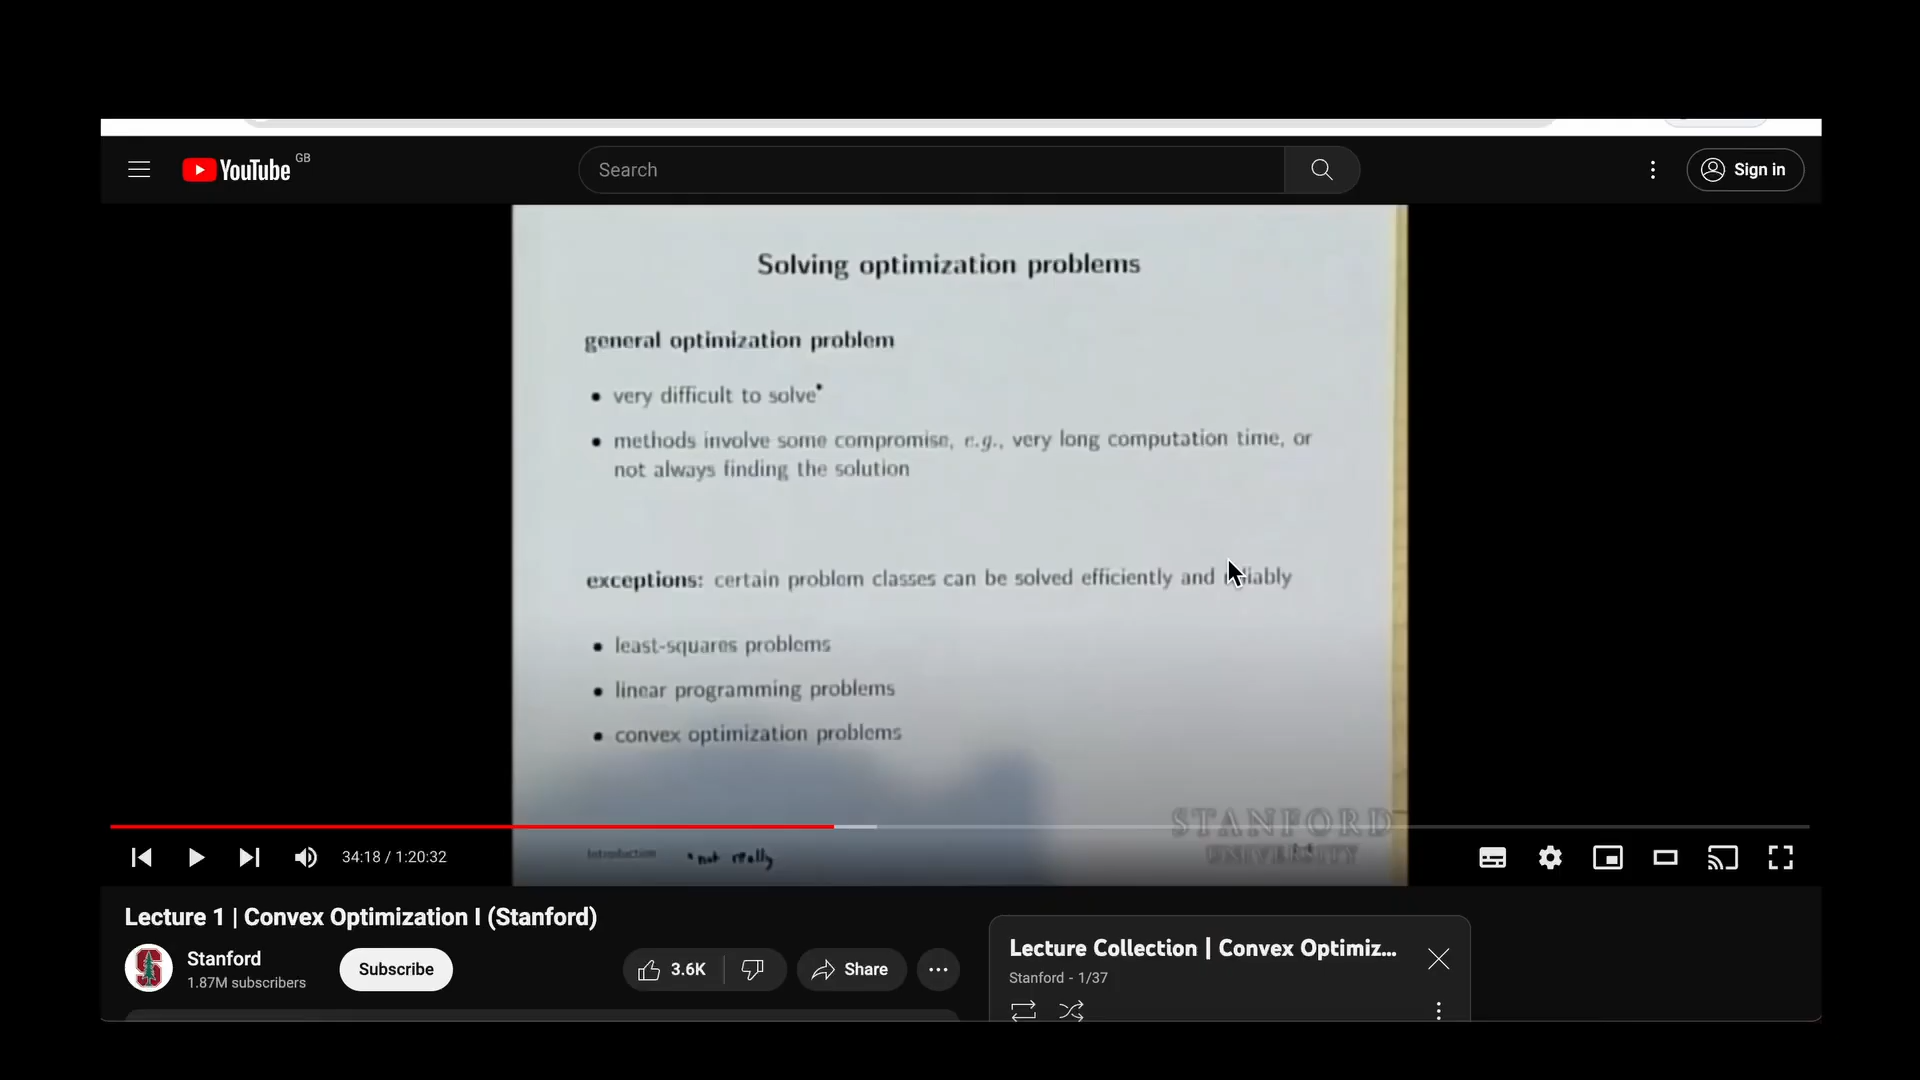 YouTube GB
Search
Sign in
Solving optimization problems
general optimization problem
• very difficult to solve*
• methods involve some compromise, e.g., very long computation time, or
not always finding the solution
exceptions: certain problem classes can be solved efficiently and
• least-squares problems
• linear programming problems
• convex optimization problems
STANFORD
UNIVERSITY
Introduction
*not really
34:18 / 1:20:32
Lecture 1 | Convex Optimization I (Stanford)
Stanford
1.87M subscribers
Subscribe
3.6K
Share
Lecture Collection | Convex Optimiz...
Stanford - 1/37